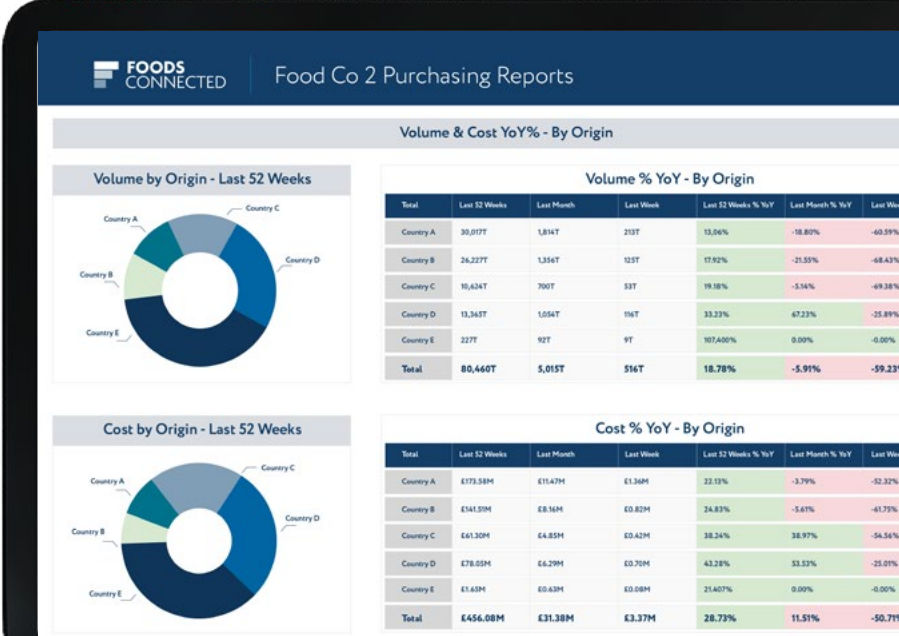 FOODS
CONNECTED
Food Co 2 Purchasing Reports
Volume & Cost YoY% - By Origin
Volume by Origin - Last 52 Weeks
Country C
Country A
Country D
Country B
Country E
Volume % YoY - By Origin
Total Last 52 Weeks Last Month Last Week Last 52 Weeks % YoY Last Month % YoY Last
Country A 30,017T 1,814T 213T 13,06% -18.80% -60.59%
Country B 26,227T 1,356T 125T 17.92% -21.55% -68.43%
Country C 10,624T 700T 53T 19.18% -5.14% -69.38%
Country D 13,365T 1,054T 116T 33.23% 67.23% -25.89%
Country E 227T 92T 9T 107,400% 0.00% -0.00%
Total 80,460T 5,015T 516T 18.78% -5.91% -59.23
Cost by Origin - Last 52 Weeks
Country C
Country A
Country D
Country B
Country E
Cost % YoY - By Origin
Total Last 52 Weeks Last Month Last Week Last 52 Weeks % YoY Last Month % YoY Last
Country A £173.58M £11.47M £1.36M 22.13% -3.79% -52.32%
Country B £141.51M £8.16M £0.82M 24.83% -5.61% -61.75%
Country C £61.30M £4.85M £0.42M 38.24% 38.97% -54.56%
Country D £78.05M £6.29M £0.70M 43.28% 53.53% -25.01%
Country E £1.65M £0.63M £0.08M 21.407% 0.00% -0.00%
Total £456.08M £31.38M £3.37M 28.73% 11.51% -50.71